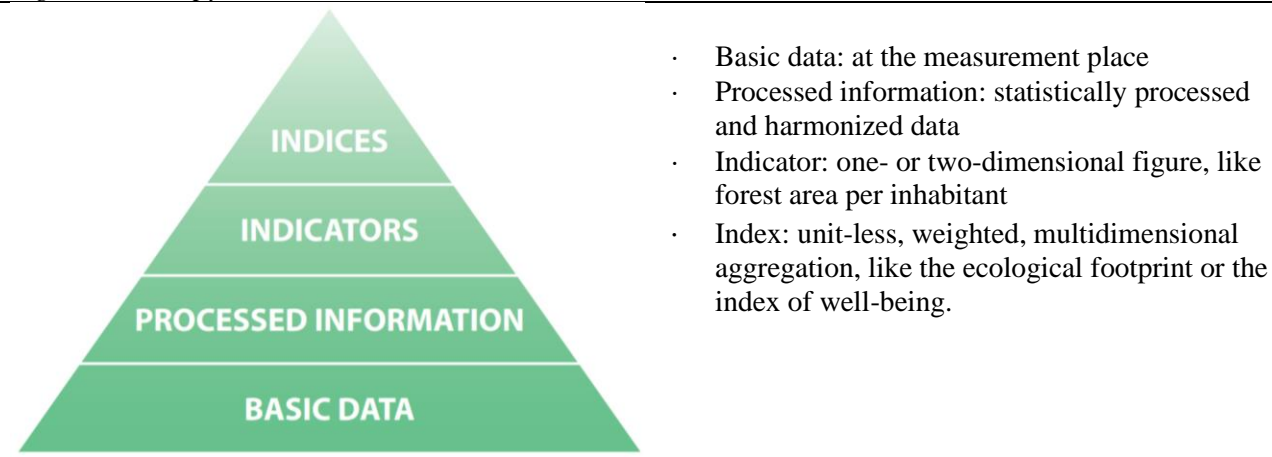 INDICES
INDICATORS
PROCESSED INFORMATION
BASIC DATA
· Basic data: at the measurement place
· Processed information: statistically processed
and harmonized data
· Indicator: one- or two-dimensional figure, like
forest area per inhabitant
· Index: unit-less, weighted, multidimensional
aggregation, like the ecological footprint or the
index of well-being.